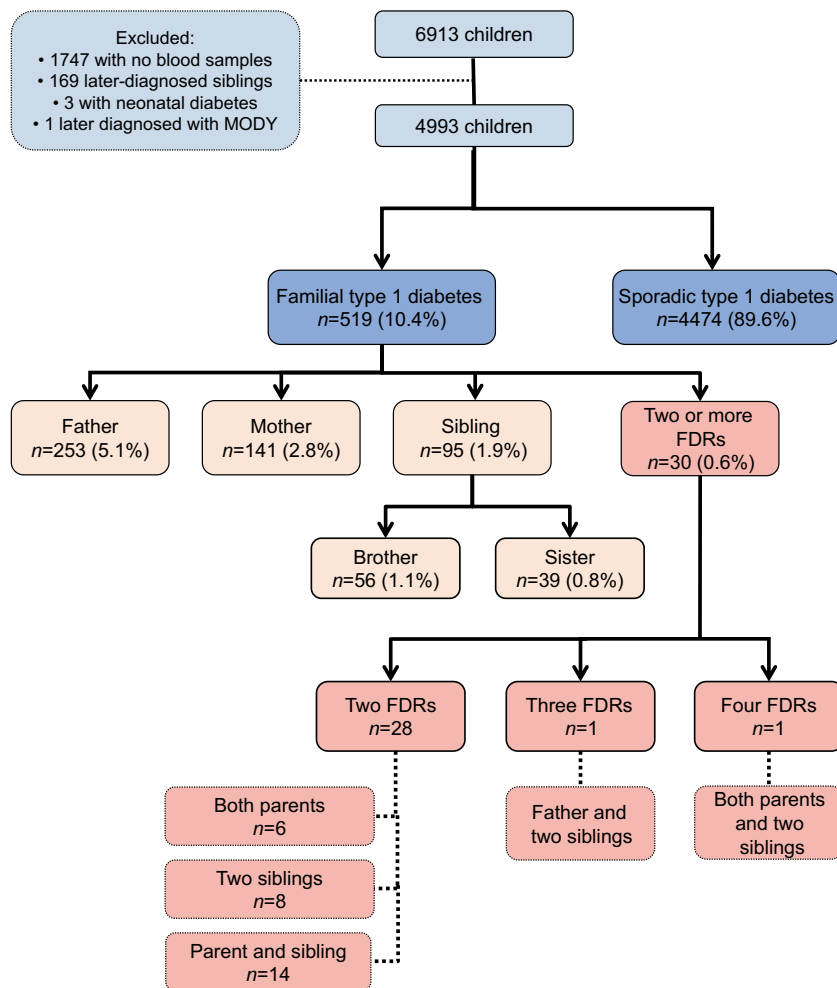 Excluded:
• 1747 with no blood samples
• 169 later-diagnosed siblings
• 3 with neonatal diabetes
• 1 later diagnosed with MODY
6913 children
4993 children
Familial type 1 diabetes
n=519 (10.4%)
Sporadic type 1 diabetes
n=4474 (89.6%)
Father
n=253 (5.1%)
Mother
n=141 (2.8%)
Sibling
n=95 (1.9%)
Two or more
FDRs
n=30 (0.6%)
Brother
n=56 (1.1%)
Sister
n=39 (0.8%)
Two FDRs
n=28
Three FDRs
n=1
Four FDRs
n=1
Both parents
n=6
Two siblings
n=8
Parent and sibling
n=14
Father and
two siblings
Both parents
and two
siblings